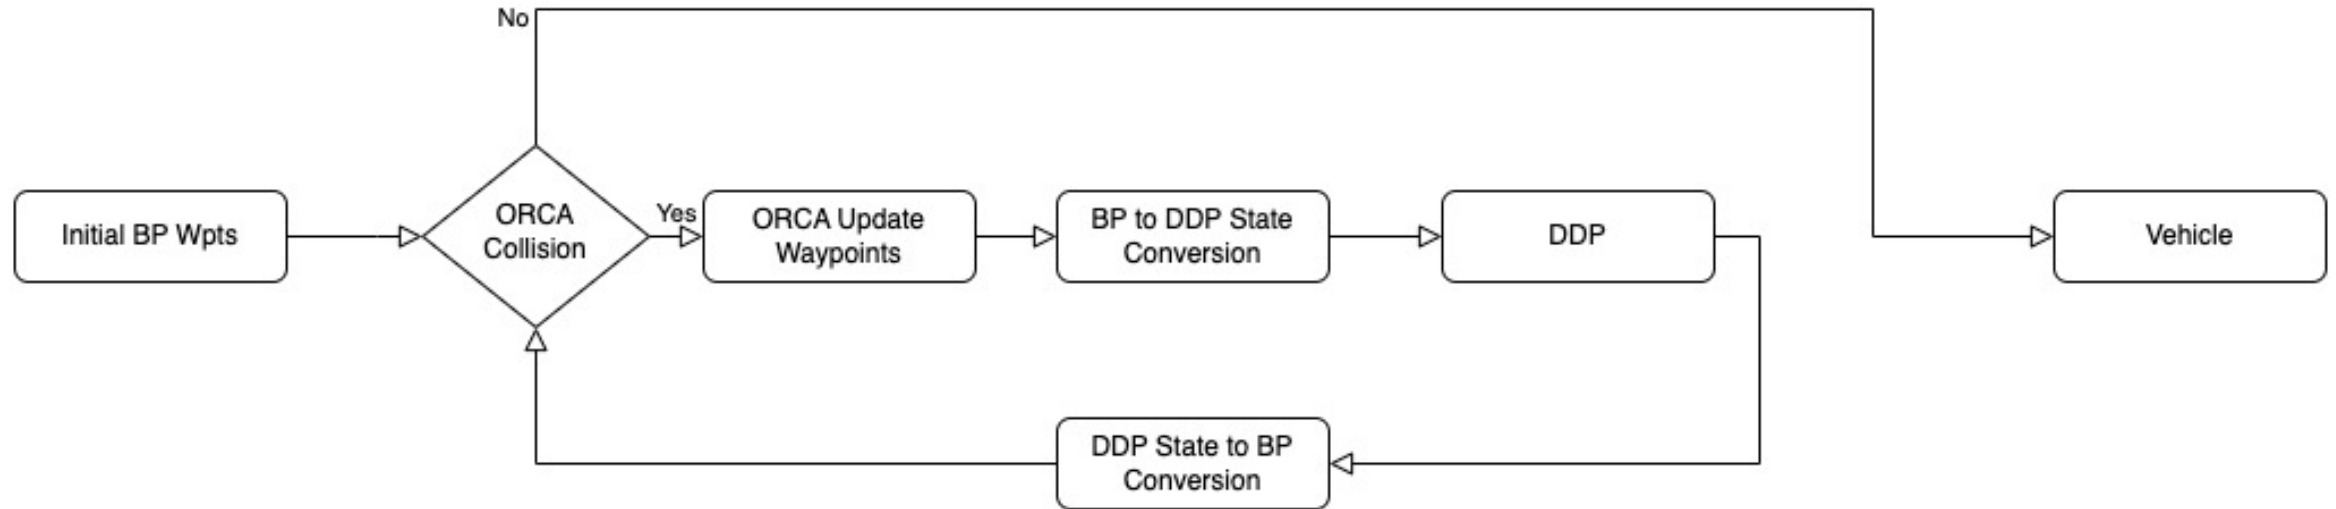 No
Initial BP Wpts
ORCA
Collision
Yes
ORCA Update
Waypoints
BP to DDP State
Conversion
DDP
Vehicle
DDP State to BP
Conversion